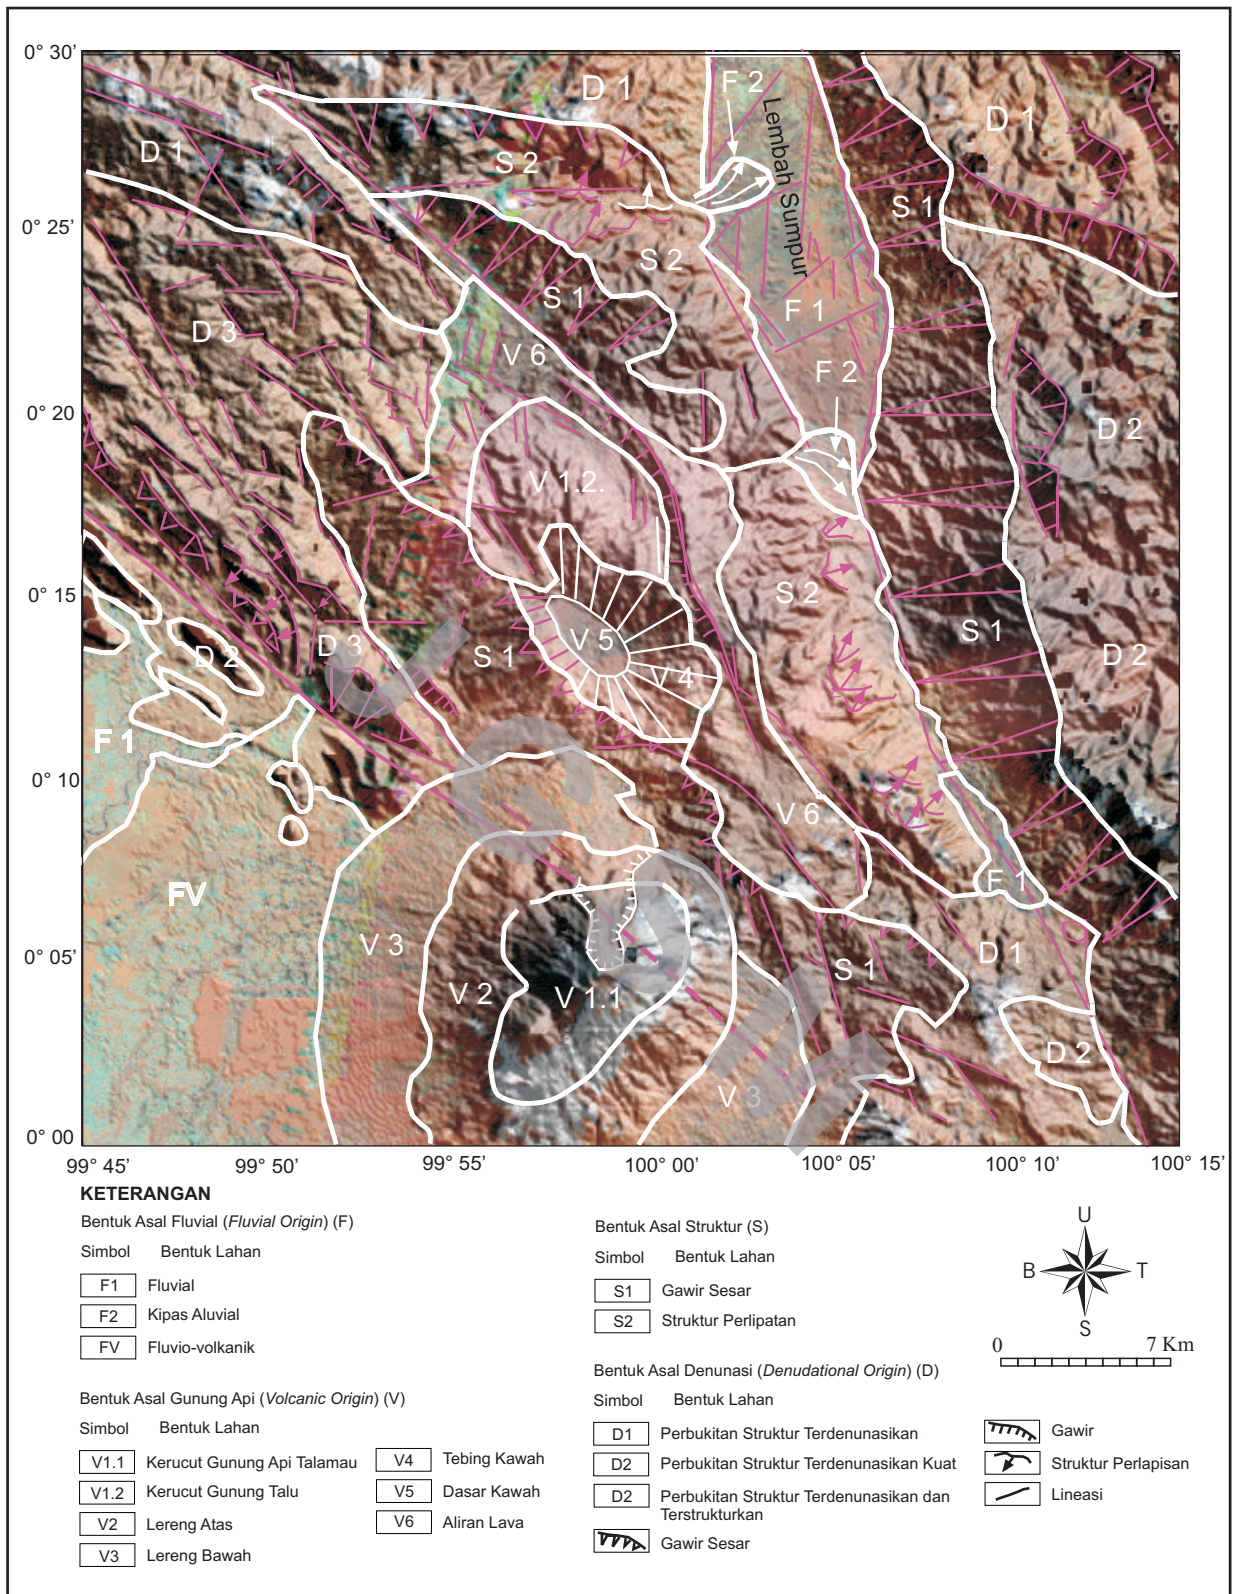 0° 30’
0° 25’
0° 20’
0° 15’
0° 10’
0° 05’
0° 00
99° 45’
99° 50’
99° 55’
100° 00’
100° 05’
100° 10’
100° 15’
D 1
F 2
D 1
D 1
S 2
Lembah Sumpur
S 1
S 2
S 1
F 1
D 3
V 6
F 2
D 2
V 1.2.
S 2
S 1
D 3
D 2
S 1
V 5
V 4
D 2
F 1
V 6
FV
F 1
V 3
V 2
V 1.1
S 1
D 1
D 2
V 3
KETERANGAN
Bentuk Asal Fluvial (Fluvial Origin) (F)
Simbol Bentuk Lahan
F1 Fluvial
F2 Kipas Aluvial
FV Fluvio-volkanik
Bentuk Asal Gunung Api (Volcanic Origin) (V)
Simbol Bentuk Lahan
V1.1 Kerucut Gunung Api Talamau
V1.2 Kerucut Gunung Talu
V2 Lereng Atas
V3 Lereng Bawah
V4 Tebing Kawah
V5 Dasar Kawah
V6 Aliran Lava
Bentuk Asal Struktur (S)
Simbol Bentuk Lahan
S1 Gawir Sesar
S2 Struktur Perlipatan
Bentuk Asal Denunasi (Denudational Origin) (D)
Simbol Bentuk Lahan
D1 Perbukitan Struktur Terdenunasikan
D2 Perbukitan Struktur Terdenunasikan Kuat
D2 Perbukitan Struktur Terdenunasikan dan
Terstrukturkan
Gawir Sesar
Gawir
Struktur Perlapisan
Lineasi
U
B
T
S
0 7 Km